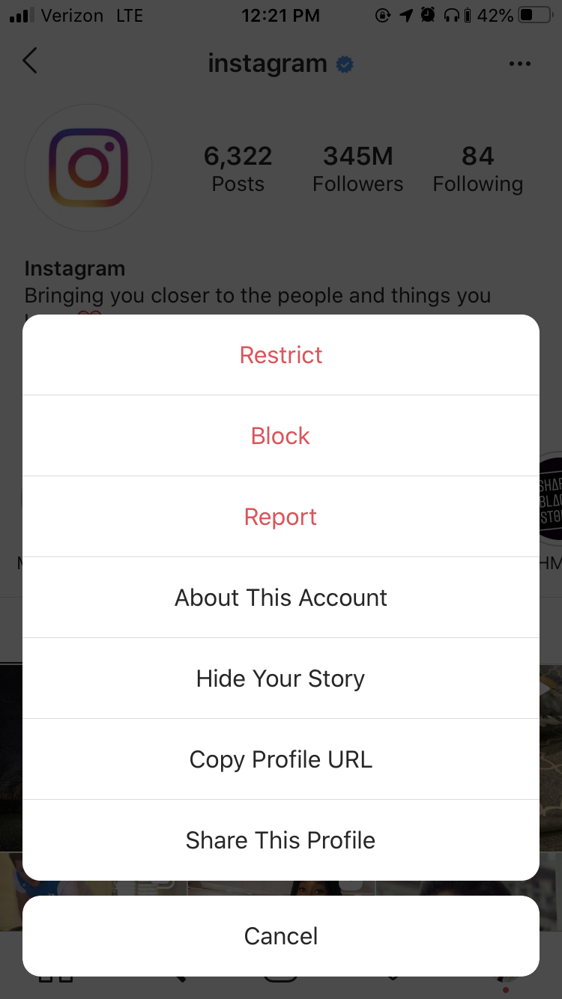 Verizon LTE 12:21 PM 42%
instagram
6,322 345M 84
Posts Followers Following
Instagram
Bringing you closer to the people and things you
Restrict
Block
Report
SHARE
BLACK
About This Account
Hide Your Story
Copy Profile URL
Share This Profile
Cancel